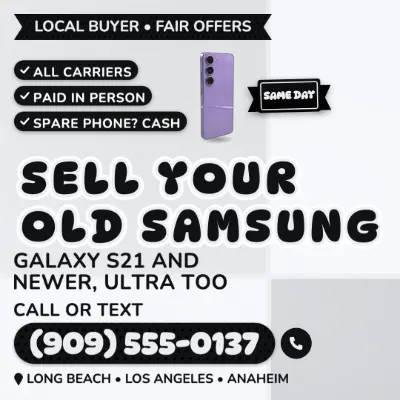 LOCAL BUYER • FAIR OFFERS
✓ ALL CARRIERS
✓ PAID IN PERSON
✓ SPARE PHONE? CASH
SAME DAY
SELL YOUR
OLD SAMSUNG
GALAXY S21 AND
NEWER, ULTRA TOO
CALL OR TEXT
(909) 555-0137
LONG BEACH • LOS ANGELES • ANAHEIM